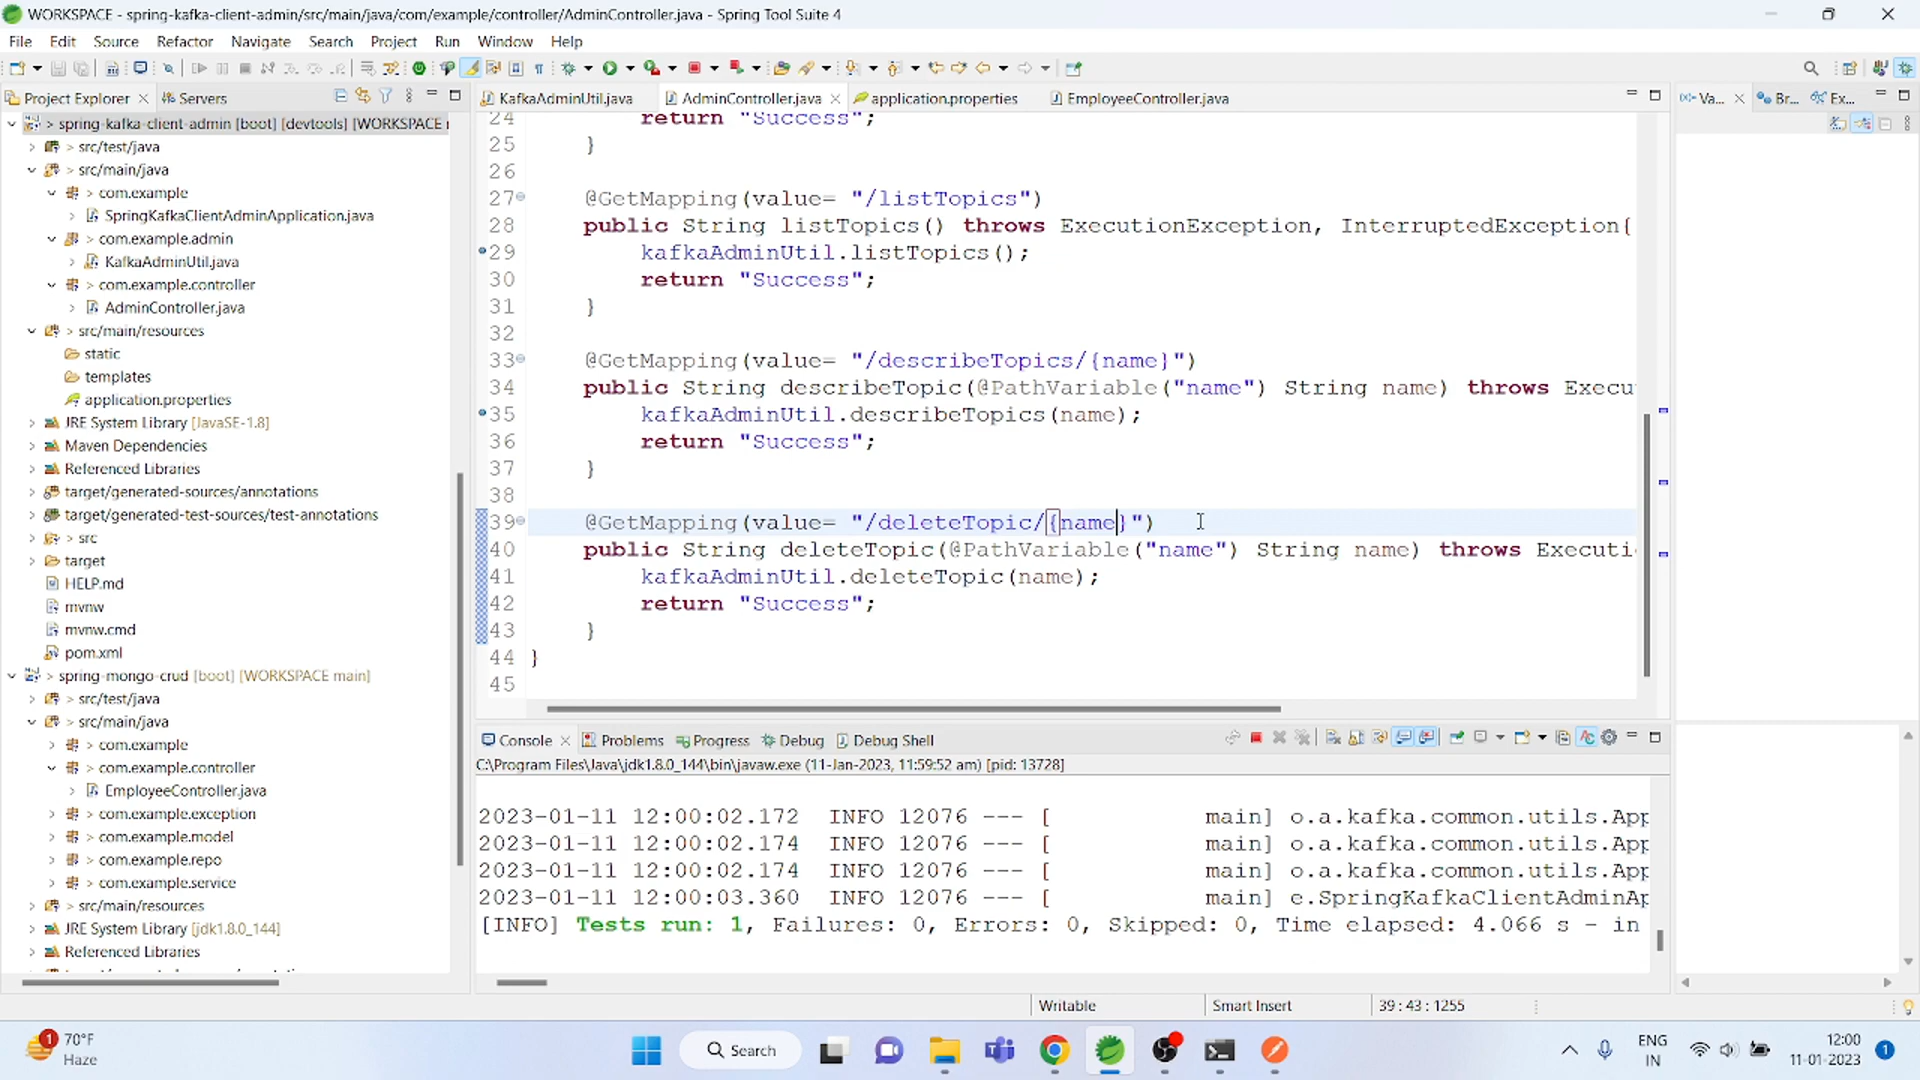 WORKSPACE - spring-kafka-client-admin/src/main/java/com/example/controller/AdminController.java - Spring Tool Suite 4
File Edit Source Refactor Navigate Search Project Run Window Help
Project Explorer Servers
> spring-kafka-client-admin [boot] [devtools] [WORKSPACE
> src/test/java
> src/main/java
> com.example
> SpringKafkaClientAdminApplication.java
> com.example.admin
> KafkaAdminUtil.java
> com.example.controller
> AdminController.java
> src/main/resources
static
templates
application.properties
JRE System Library [JavaSE-1.8]
Maven Dependencies
Referenced Libraries
target/generated-sources/annotations
target/generated-test-sources/test-annotations
> src
target
HELP.md
mvnw
mvnw.cmd
pom.xml
> spring-mongo-crud [boot] [WORKSPACE main]
> src/test/java
> src/main/java
> com.example
> com.example.controller
> EmployeeController.java
> com.example.exception
> com.example.model
> com.example.repo
> com.example.service
> src/main/resources
JRE System Library [jdk1.8.0_144]
Referenced Libraries
KafkaAdminUtil.java AdminController.java application.properties EmployeeController.java
24 return "Success";
25 }
26
27 @GetMapping(value= "/listTopics")
28 public String listTopics() throws ExecutionException, InterruptedException{
29 kafkaAdminUtil.listTopics();
30 return "Success";
31 }
32
33 @GetMapping(value= "/describeTopics/{name}")
34 public String describeTopic(@PathVariable("name") String name) throws Execu
35 kafkaAdminUtil.describeTopics(name);
36 return "Success";
37 }
38
39 @GetMapping(value= "/deleteTopic/{name}")
40 public String deleteTopic(@PathVariable("name") String name) throws Executi
41 kafkaAdminUtil.deleteTopic(name);
42 return "Success";
43 }
44 }
45
Va... Br... Ex...
Console Problems Progress Debug Debug Shell
C:\Program Files\Java\jdk1.8.0_144\bin\javaw.exe (11-Jan-2023, 11:59:52 am) [pid: 13728]
2023-01-11 12:00:02.172 INFO 12076 --- [ main] o.a.kafka.common.utils.App
2023-01-11 12:00:02.174 INFO 12076 --- [ main] o.a.kafka.common.utils.App
2023-01-11 12:00:02.174 INFO 12076 --- [ main] o.a.kafka.common.utils.App
2023-01-11 12:00:03.360 INFO 12076 --- [ main] e.SpringKafkaClientAdminAp
[INFO] Tests run: 1, Failures: 0, Errors: 0, Skipped: 0, Time elapsed: 4.066 s - in
Writable Smart Insert 39 : 43 : 1255
1 70°F
Haze
Search
ENG
IN
12:00
11-01-2023
1